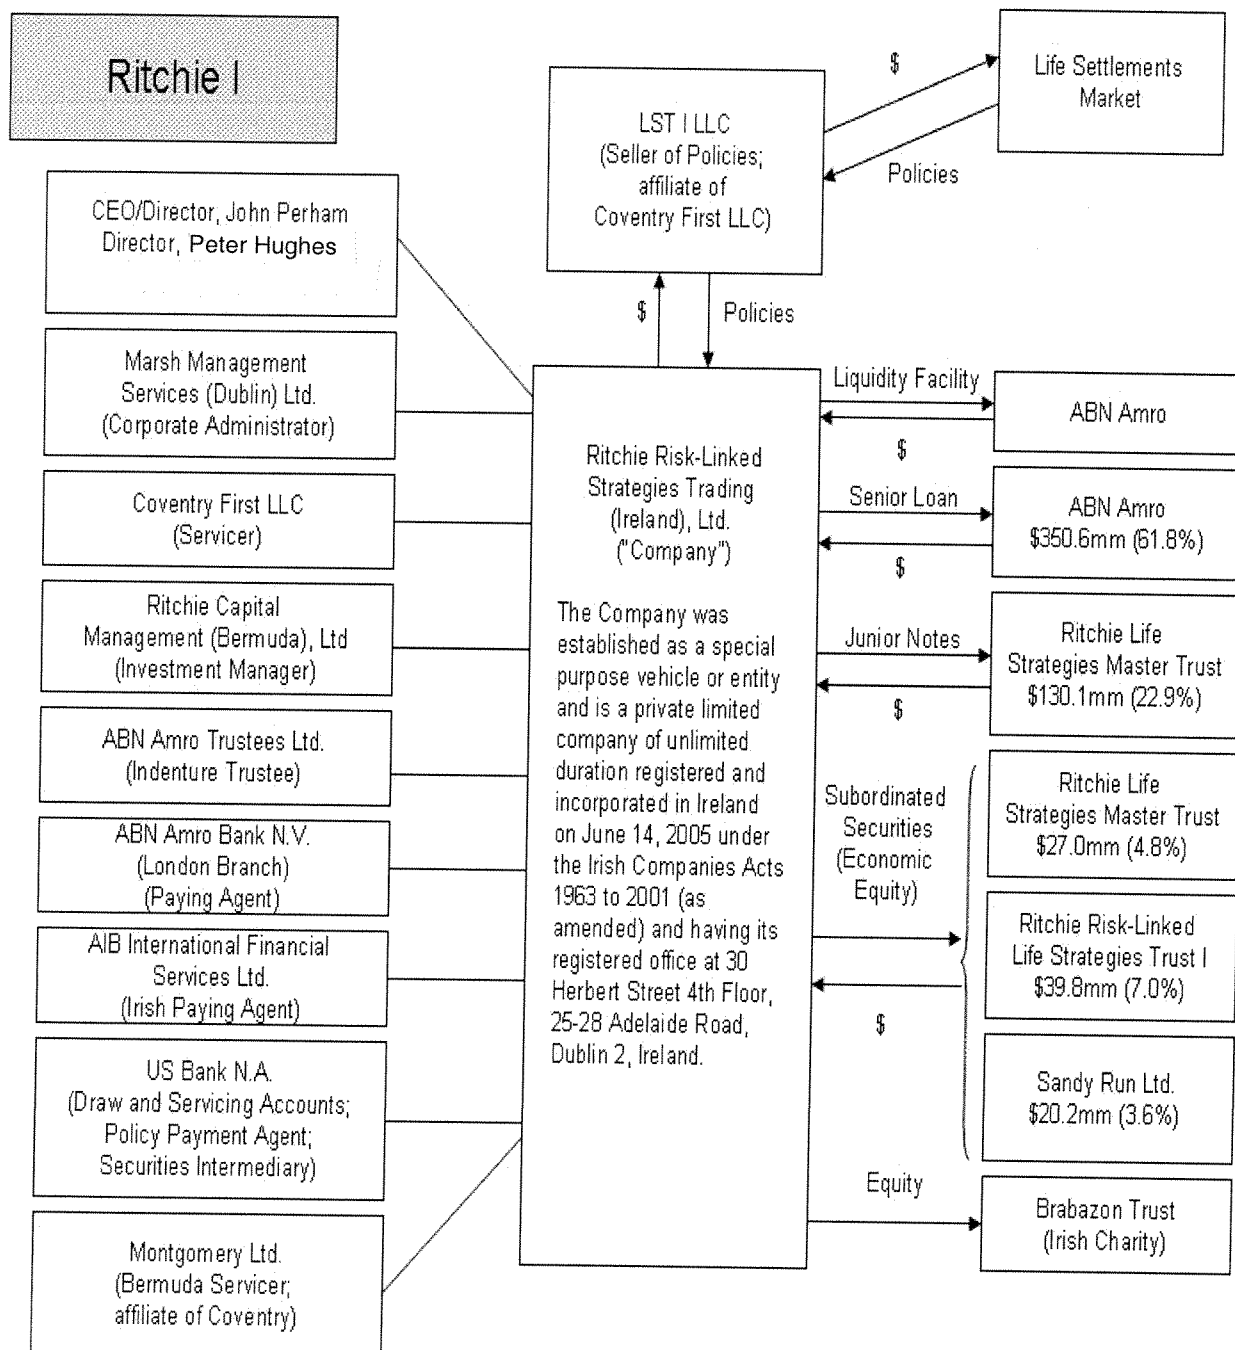 Ritchie I
CEO/Director, John Perham
Director, Peter Hughes
Marsh Management
Services (Dublin) Ltd.
(Corporate Administrator)
Coventry First LLC
(Servicer)
Ritchie Capital
Management (Bermuda), Ltd
(Investment Manager)
ABN Amro Trustees Ltd.
(Indenture Trustee)
ABN Amro Bank N.V.
(London Branch)
(Paying Agent)
AIB International Financial
Services Ltd.
(Irish Paying Agent)
US Bank N.A.
(Draw and Servicing Accounts;
Policy Payment Agent;
Securities Intermediary)
Montgomery Ltd.
(Bermuda Servicer;
affiliate of Coventry)
LST I LLC
(Seller of Policies;
affiliate of
Coventry First LLC)
$
Policies
Life Settlements
Market
$
Policies
Ritchie Risk-Linked
Strategies Trading
(Ireland), Ltd.
("Company")
The Company was
established as a special
purpose vehicle or entity
and is a private limited
company of unlimited
duration registered and
incorporated in Ireland
on June 14, 2005 under
the Irish Companies Acts
1963 to 2001 (as
amended) and having its
registered office at 30
Herbert Street 4th Floor,
25-28 Adelaide Road,
Dublin 2, Ireland.
Liquidity Facility
$
ABN Amro
Senior Loan
$
ABN Amro
$350.6mm (61.8%)
Junior Notes
$
Ritchie Life
Strategies Master Trust
$130.1mm (22.9%)
Subordinated
Securities
(Economic
Equity)
$
Ritchie Life
Strategies Master Trust
$27.0mm (4.8%)
Ritchie Risk-Linked
Life Strategies Trust I
$39.8mm (7.0%)
Sandy Run Ltd.
$20.2mm (3.6%)
Equity
Brabazon Trust
(Irish Charity)